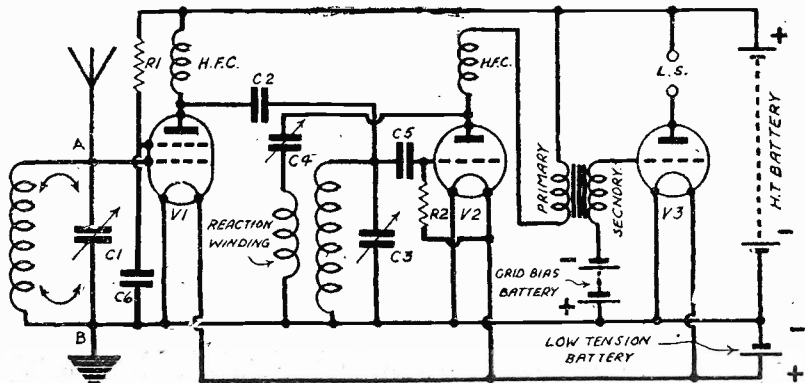 R1
H.F.C.
C2
H.F.C.
L.S.
+
H.T BATTERY
-
A
C1
C6
V1
C4
REACTION
WINDING
C3
C5
R2
V2
PRIMARY
SECNDRY.
V3
-
GRID BIAS
BATTERY
+
B
LOW TENSION
BATTERY
-
+